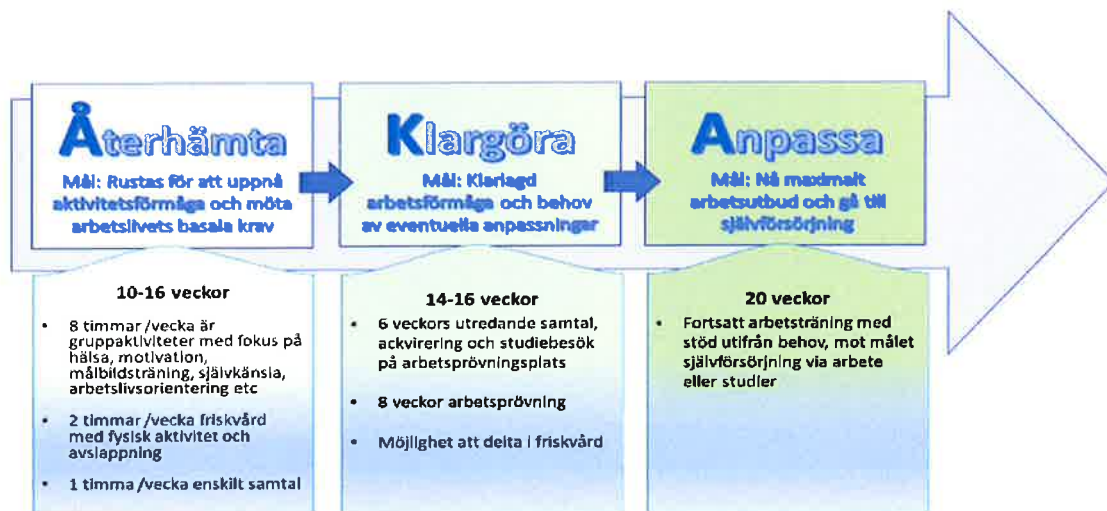 Återhämta
Mål: Rustas för att uppnå
aktivitetsförmåga och möta
arbetslivets basala krav
Klargöra
Mål: Klarlagd
arbetsförmåga och behov
av eventuella anpassningar
Anpassa
Mål: Nå maximalt
arbetsutbud och gå till
självförsörjning
10-16 veckor
• 8 timmar /vecka är
gruppaktiviteter med fokus på
hälsa, motivation,
målbildsträning, självkänsla,
arbetslivsorientering etc
• 2 timmar /vecka friskvård
med fysisk aktivitet och
avslappning
• 1 timma /vecka enskilt samtal
14-16 veckor
• 6 veckors utredande samtal,
ackvirering och studiebesök
på arbetsprövningsplats
• 8 veckor arbetsprövning
• Möjlighet att delta i friskvård
20 veckor
• Fortsatt arbetsträning med
stöd utifrån behov, mot målet
självförsörjning via arbete
eller studier